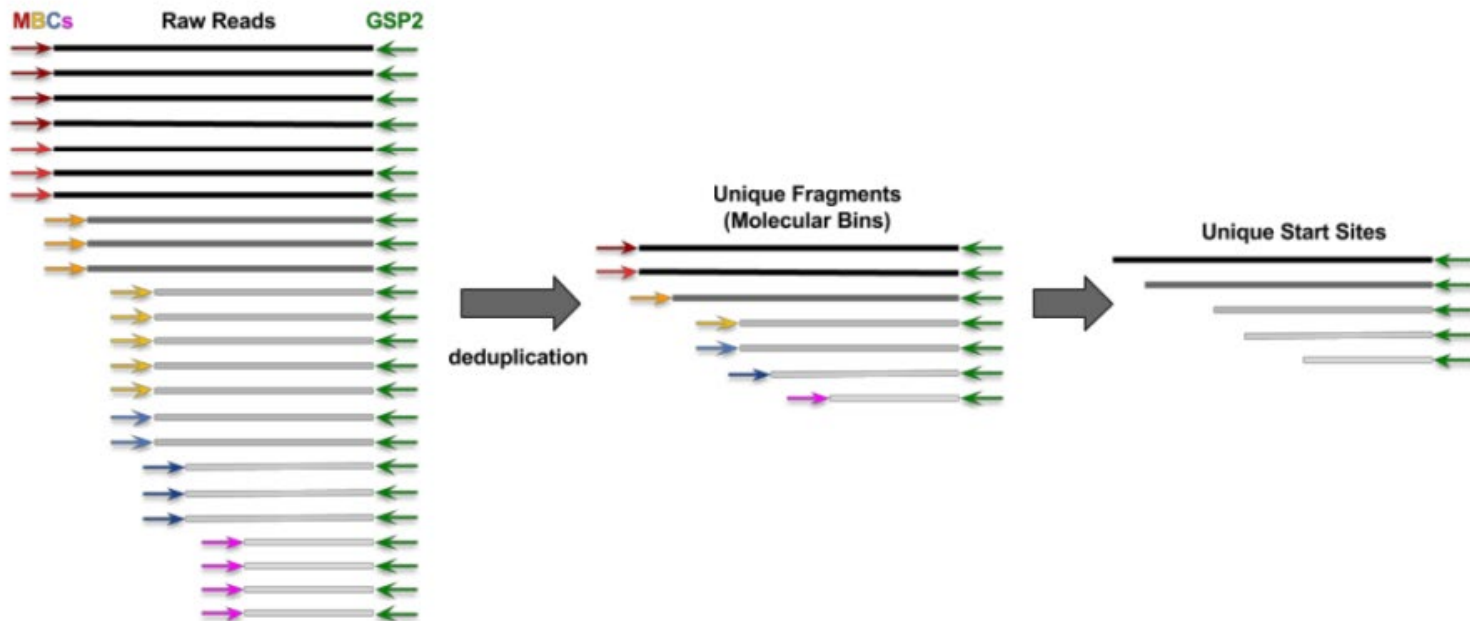 MBCs Raw Reads GSP2
Unique Fragments
(Molecular Bins)
Unique Start Sites
deduplication